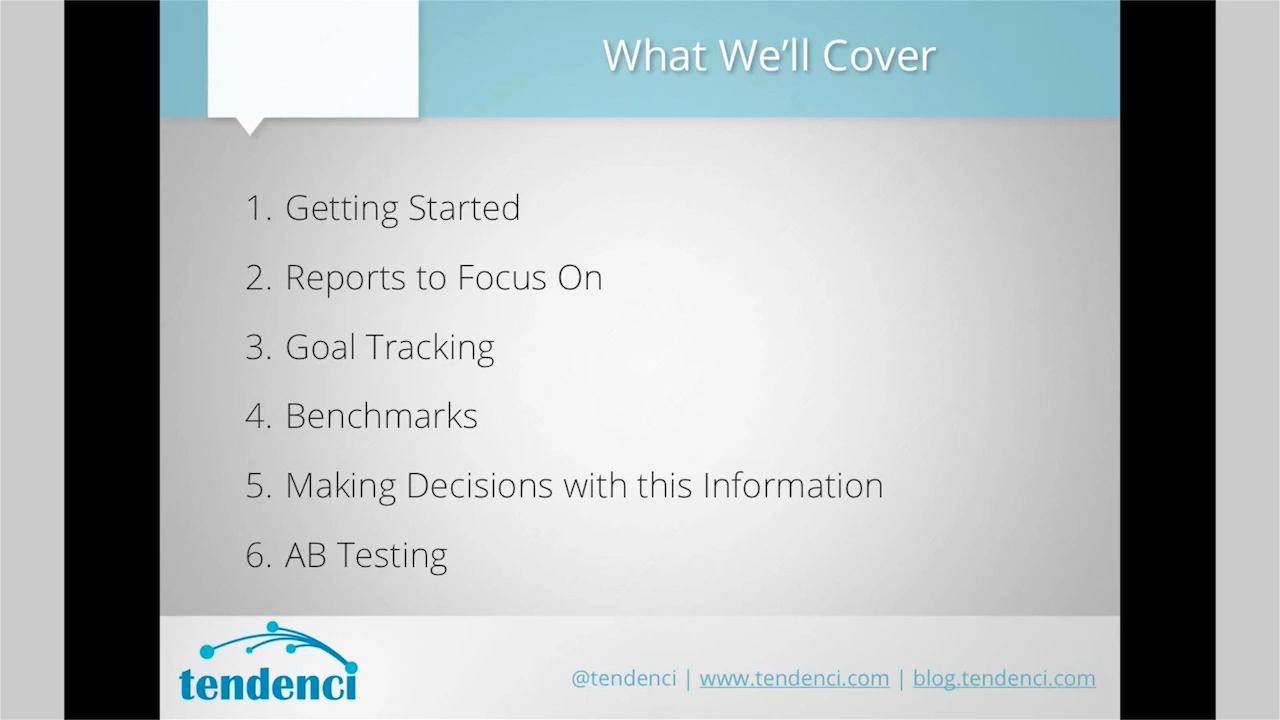 What We’ll Cover
1. Getting Started
2. Reports to Focus On
3. Goal Tracking
4. Benchmarks
5. Making Decisions with this Information
6. AB Testing
tendenci
@tendenci | www.tendenci.com | blog.tendenci.com